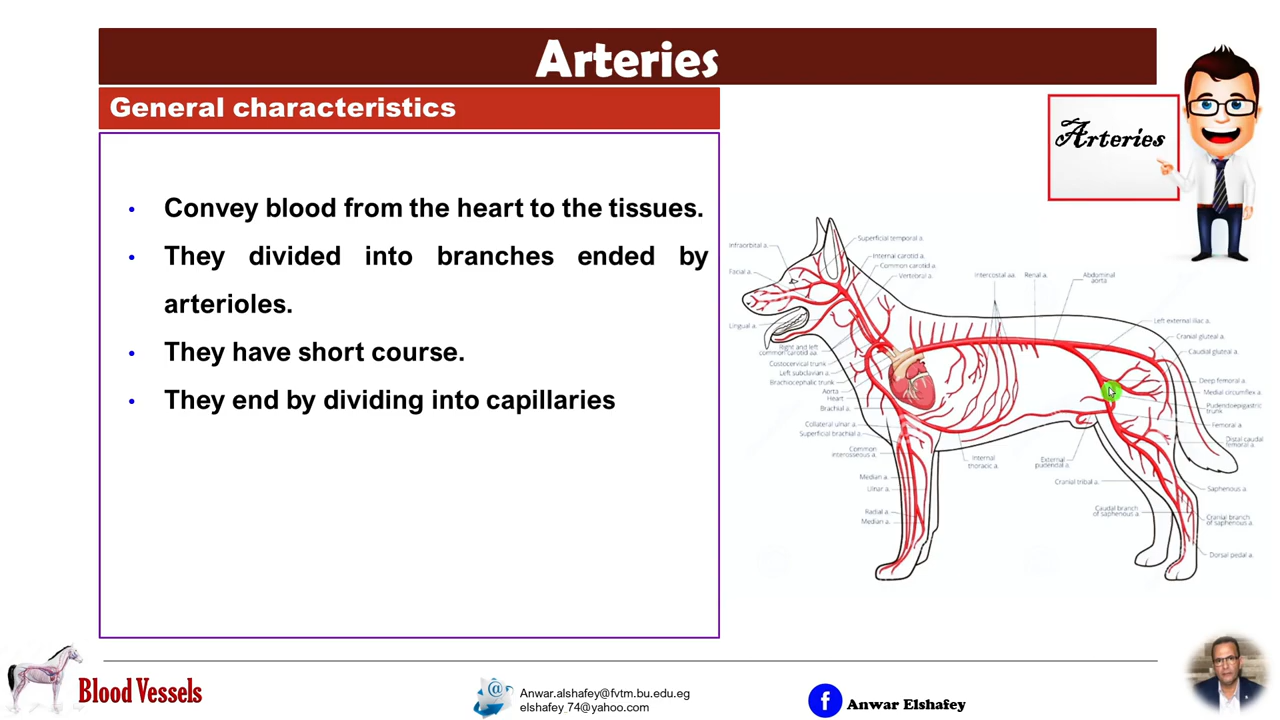 Arteries
General characteristics
Arteries
• Convey blood from the heart to the tissues.
• They divided into branches ended by
arterioles.
• They have short course.
• They end by dividing into capillaries
Infraorbital a.
Facial a.
Lingual a.
Superficial temporal a.
Internal carotid a.
Common carotid a.
Vertebral a.
Intercostal aa.
Renal a.
Abdominal
aorta
Left external iliac a.
Cranial gluteal a.
Caudal gluteal a.
Deep femoral a.
Medial circumflex a.
Pudendoepigastric
trunk
Femoral a
Distal caudal
femoral a.
Right and left
common carotid aa.
Costocervical trunk
Left subclavian a.
Brachiocephalic trunk
Aorta
Heart
Brachial a.
Collateral ulnar a.
Superficial brachial a.
Common
interosseous a.
Median a.
Ulnar a.
Radial a.
Median a.
Internal
thoracic a.
External
pudendal a.
Cranial tibial a.
Caudal branch
of saphenous a.
Saphenous a.
Cranial branch
of saphenous a.
Dorsal pedal a.
Blood Vessels
@
Anwar.alshafey@fvtm.bu.edu.eg
elshafey_74@yahoo.com
f
Anwar Elshafey